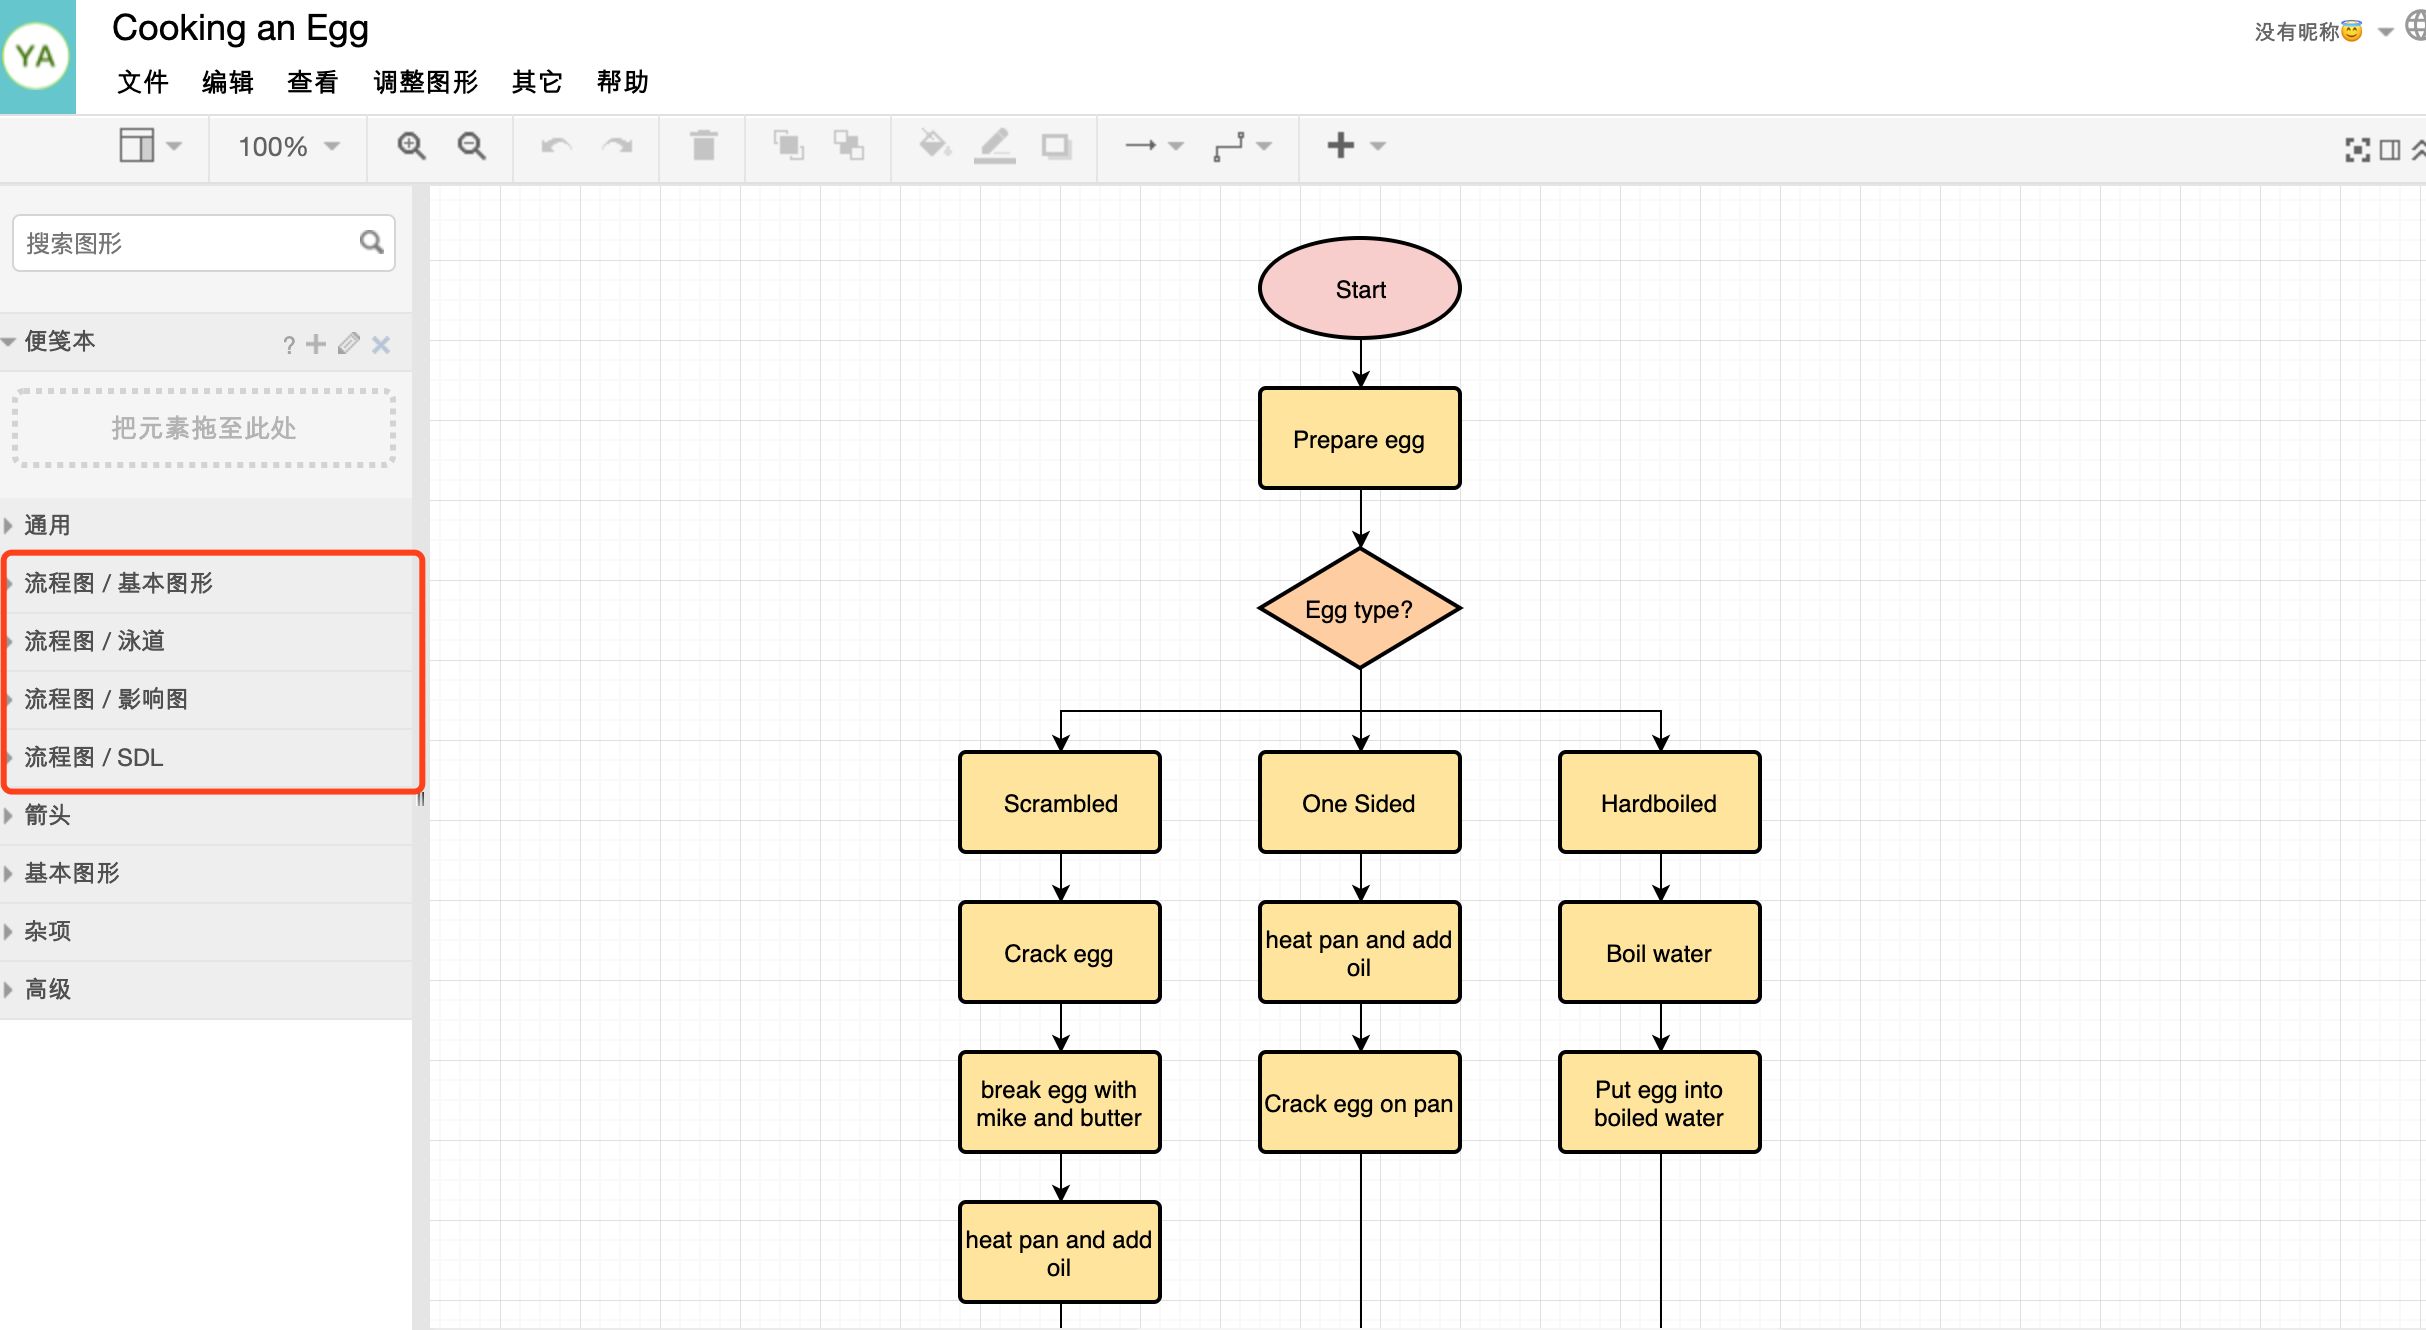 YA
Cooking an Egg
没有昵称😇
文件 编辑 查看 调整图形 其它 帮助
100%
搜索图形
便笺本
?
把元素拖至此处
通用
流程图 / 基本图形
流程图 / 泳道
流程图 / 影响图
流程图 / SDL
箭头
基本图形
杂项
高级
Start
Prepare egg
Egg type?
Scrambled
One Sided
Hardboiled
Crack egg
heat pan and add
oil
Boil water
break egg with
mike and butter
Crack egg on pan
Put egg into
boiled water
heat pan and add
oil